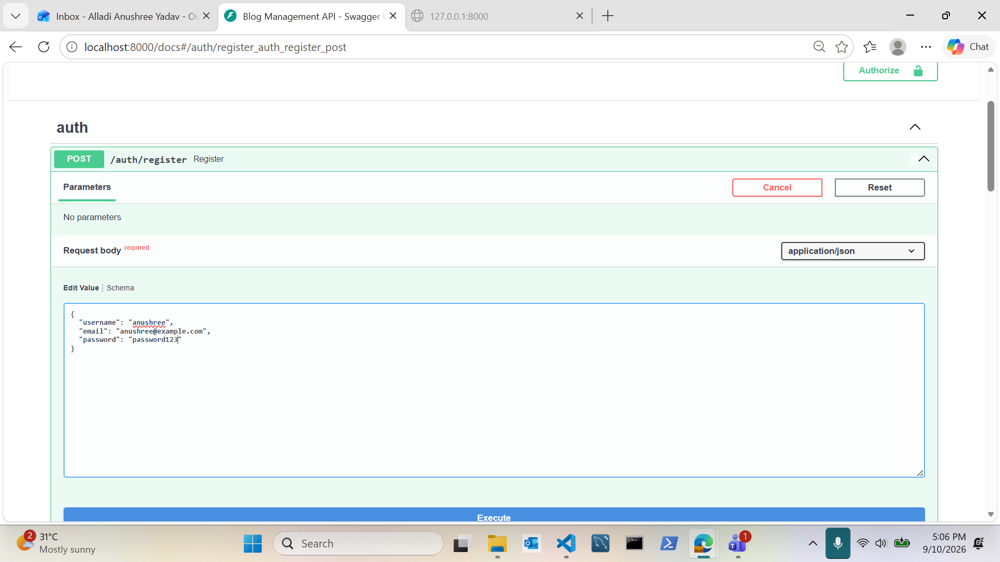 Inbox - Alladi Anushree Yadav - Ou
Blog Management API - Swagger U
127.0.0.1:8000
localhost:8000/docs#/auth/register_auth_register_post
Chat
Authorize
auth
POST
/auth/register
Register
Parameters
Cancel
Reset
No parameters
Request body required
application/json
Edit Value
Schema
{
  "username": "anushree",
  "email": "anushree@example.com",
  "password": "password123"
}
Execute
2
31°C
Mostly sunny
Search
1
5:06 PM
9/10/2026